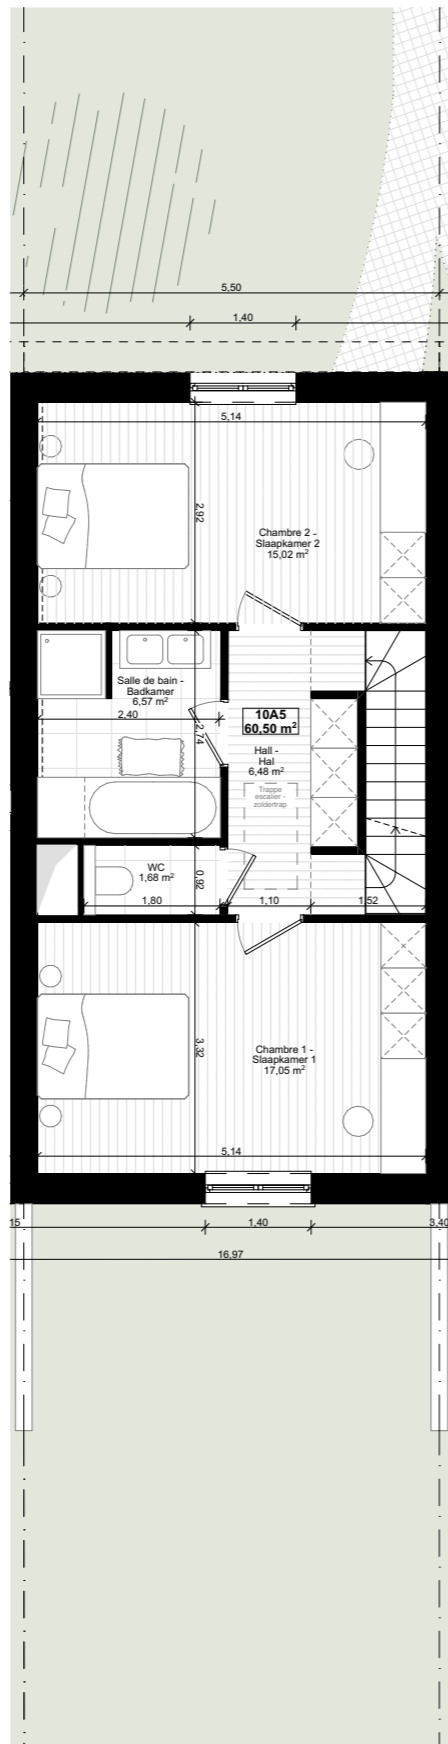 5,50
1,40
5,14
2,92
Chambre 2 -
Slaapkamer 2
15,02 m²
Salle de bain -
Badkamer
6,57 m²
2,40
2,74
10A5
60,50 m²
Hall -
Hal
6,48 m²
Trappe
escalier -
zoldertrap
WC
1,68 m²
0,92
1,80
1,10
1,52
Chambre 1 -
Slaapkamer 1
17,05 m²
3,32
5,14
15
1,40
3,40
16,97